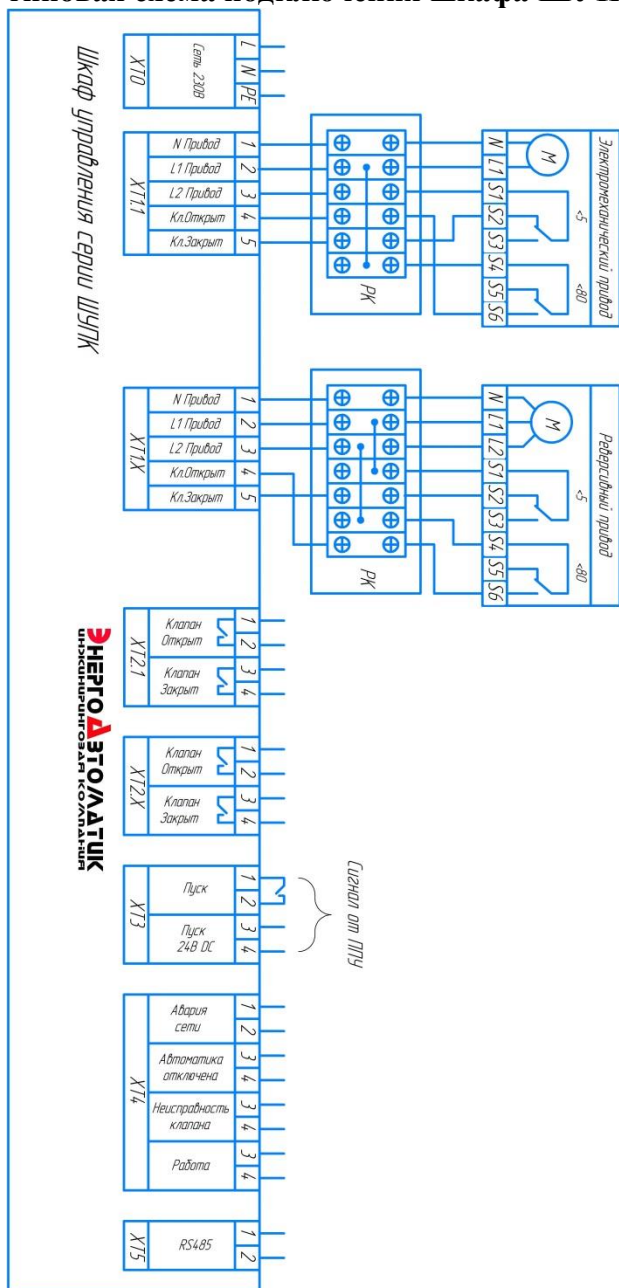 Типовая схема подключения шкафа
Шкаф управления серии ШУПК
XT0
Сеть 230В
L
N
PE
XT1.1
N Привод
L1 Привод
L2 Привод
Кл.Открыт
Кл.Закрыт
1
2
3
4
5
РК
N
L1
S1
S2
S3
S4
S5
S6
M
<5
<80
Электромеханический привод
XT1.X
N Привод
L1 Привод
L2 Привод
Кл.Открыт
Кл.Закрыт
1
2
3
4
5
РК
N
L1
L2
S1
S2
S3
S4
S5
S6
M
<5
<80
Реверсивный привод
XT2.1
Клапан
Открыт
Клапан
Закрыт
1
2
3
4
XT2.X
Клапан
Открыт
Клапан
Закрыт
1
2
3
4
ЭНЕРГОАВТОМАТИК
ИНЖИНИРИНГОВАЯ КОМПАНИЯ
XT3
Пуск
Пуск
24В DC
1
2
3
4
Сигнал от ППУ
XT4
Авария
сети
Автоматика
отключена
Неисправность
клапана
Работа
1
2
3
4
3
4
3
4
XT5
RS485
1
2